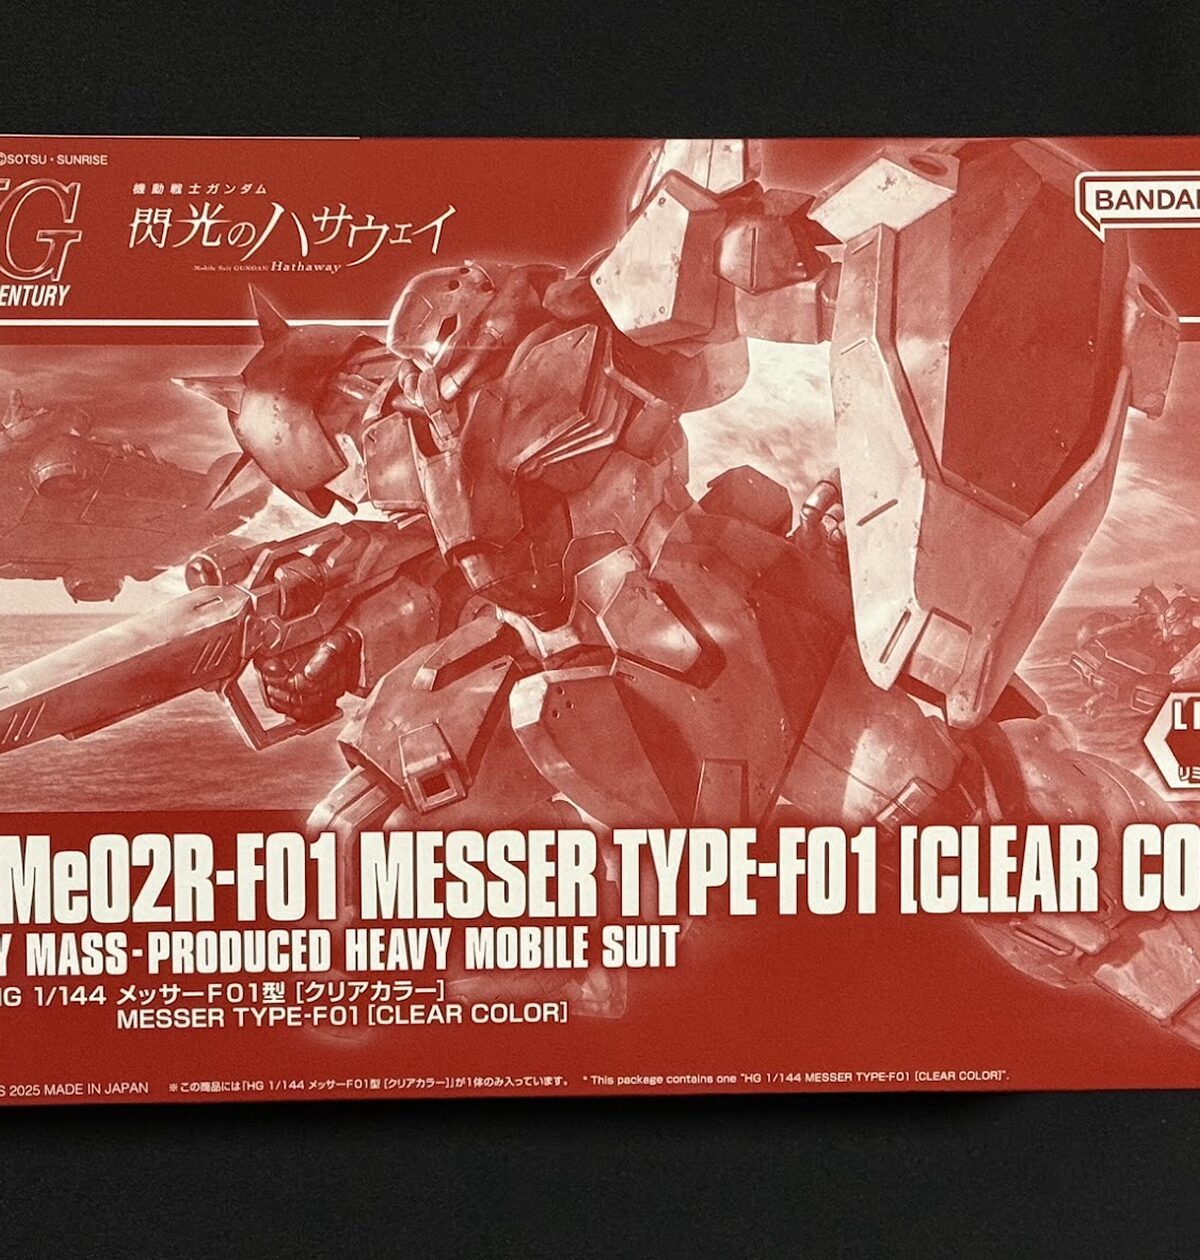 SOTSU・SUNRISE
G
ENTURY
機動戦士ガンダム
閃光のハサウェイ
Mobile Suit GUNDAM Hathaway
BANDAI
LI
リミ
Me02R-F01 MESSER TYPE-F01 [CLEAR CO
Y MASS-PRODUCED HEAVY MOBILE SUIT
HG 1/144 メッサーF01型 [クリアカラー]
MESSER TYPE-F01 [CLEAR COLOR]
S 2025 MADE IN JAPAN ※この商品には「HG 1/144 メッサーF01型 [クリアカラー]」が1体のみ入っています。 *This package contains one "HG 1/144 MESSER TYPE-F01 [CLEAR COLOR]".